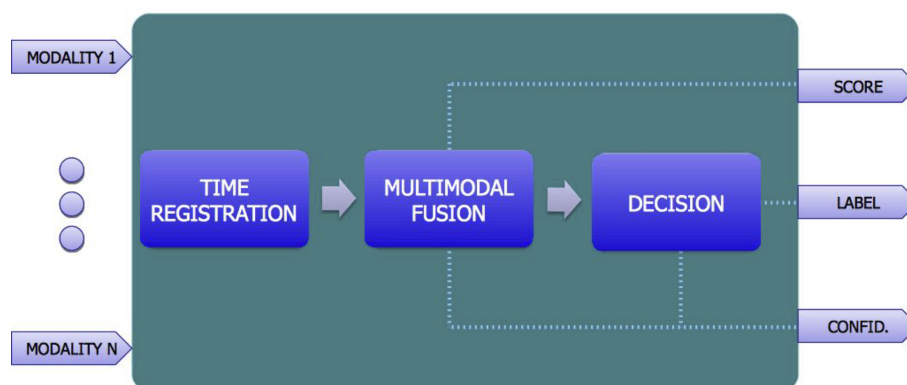 MODALITY 1
SCORE
TIME
REGISTRATION
MULTIMODAL
FUSION
DECISION
LABEL
CONFID.
MODALITY N